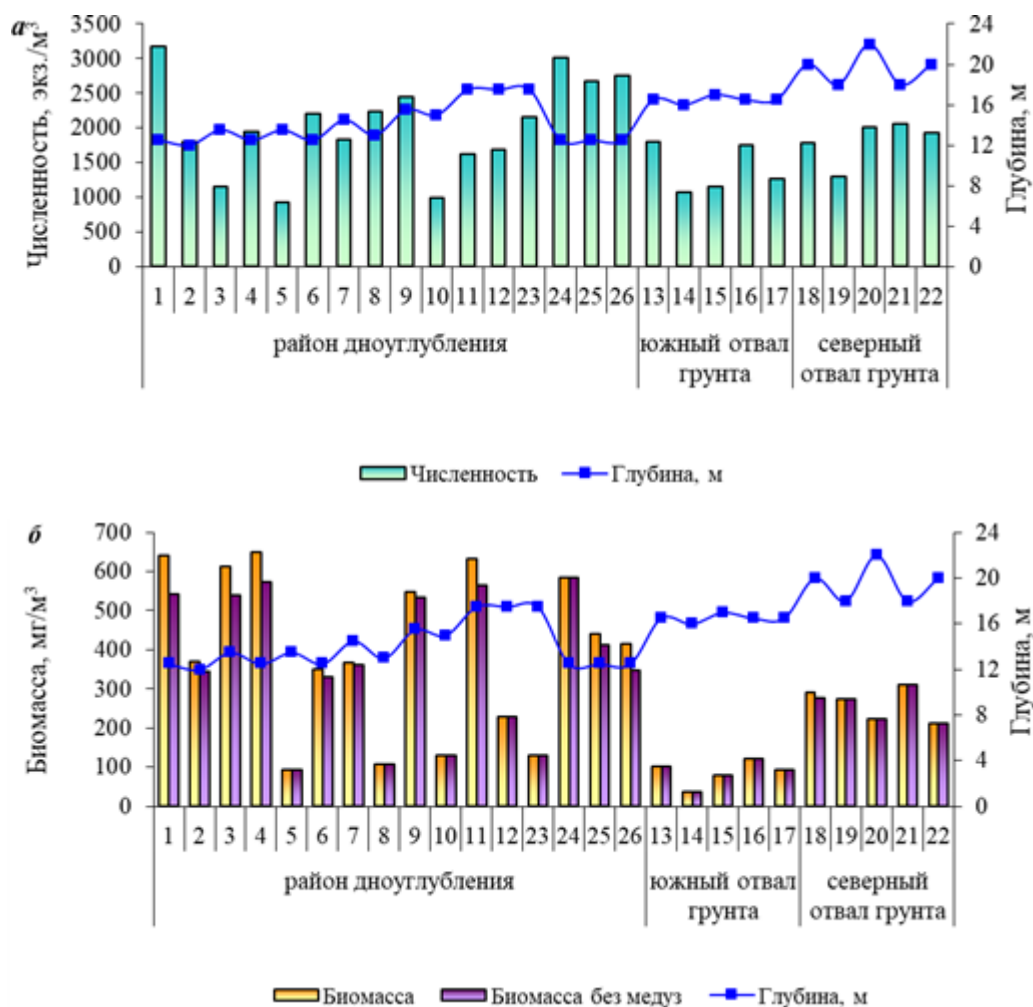 а
Численность, экз./м³
3500
3000
2500
2000
1500
1000
500
0
24
20
16
12
8
4
0
Глубина, м
1 2 3 4 5 6 7 8 9 10 11 12 23 24 25 26 13 14 15 16 17 18 19 20 21 22
район дноуглубления
южный отвал
грунта
северный
отвал грунта
Численность Глубина, м
б
Биомасса, мг/м³
700
600
500
400
300
200
100
0
24
20
16
12
8
4
0
Глубина, м
1 2 3 4 5 6 7 8 9 10 11 12 23 24 25 26 13 14 15 16 17 18 19 20 21 22
район дноуглубления
южный отвал
грунта
северный
отвал грунта
Биомасса Биомасса без медуз Глубина, м